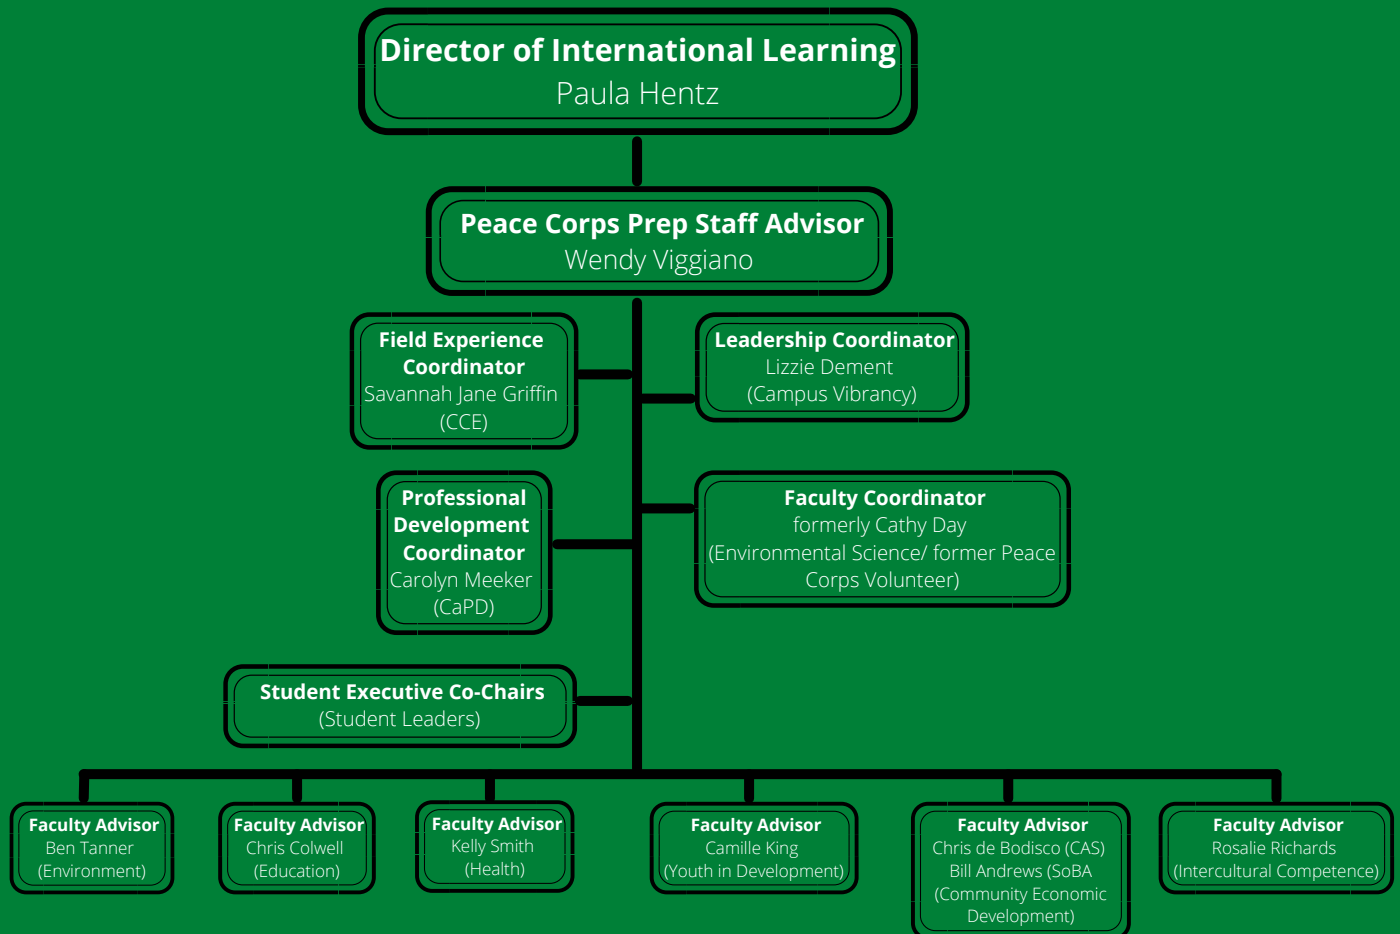 Director of International Learning
Paula Hentz
Peace Corps Prep Staff Advisor
Wendy Viggiano
Field Experience
Coordinator
Savannah Jane Griffin
(CCE)
Leadership Coordinator
Lizzie Dement
(Campus Vibrancy)
Professional
Development
Coordinator
Carolyn Meeker
(CaPD)
Faculty Coordinator
formerly Cathy Day
(Environmental Science/ former Peace
Corps Volunteer)
Student Executive Co-Chairs
(Student Leaders)
Faculty Advisor
Ben Tanner
(Environment)
Faculty Advisor
Chris Colwell
(Education)
Faculty Advisor
Kelly Smith
(Health)
Faculty Advisor
Camille King
(Youth in Development)
Faculty Advisor
Chris de Bodisco (CAS)
Bill Andrews (SoBA
(Community Economic
Development)
Faculty Advisor
Rosalie Richards
(Intercultural Competence)